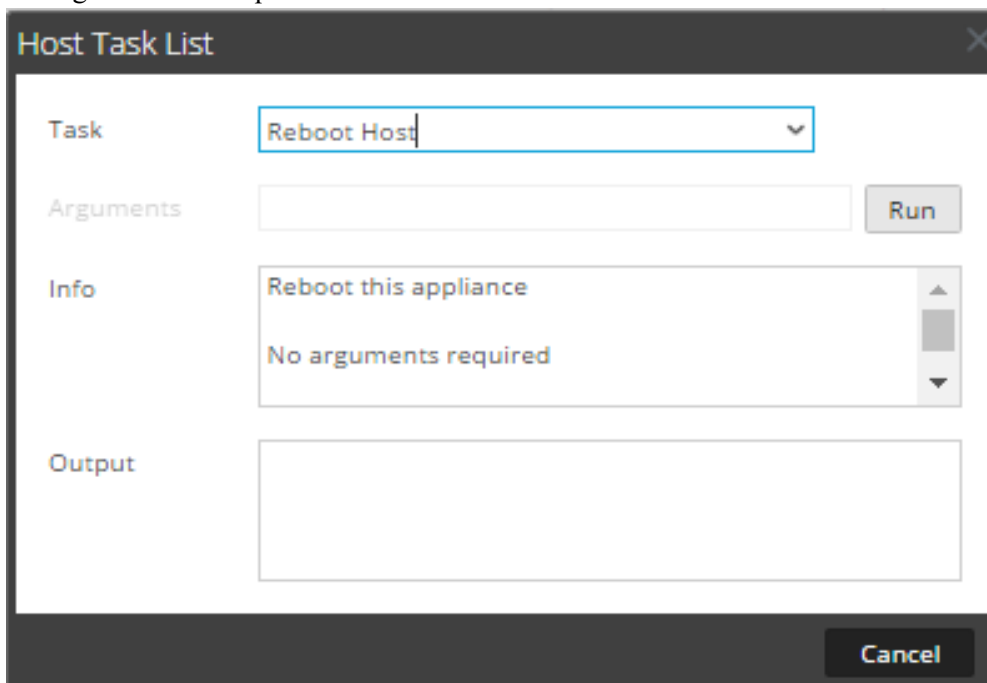 Host Task List
Task
Reboot Host
Arguments
Run
Info
Reboot this appliance
No arguments required
Output
Cancel